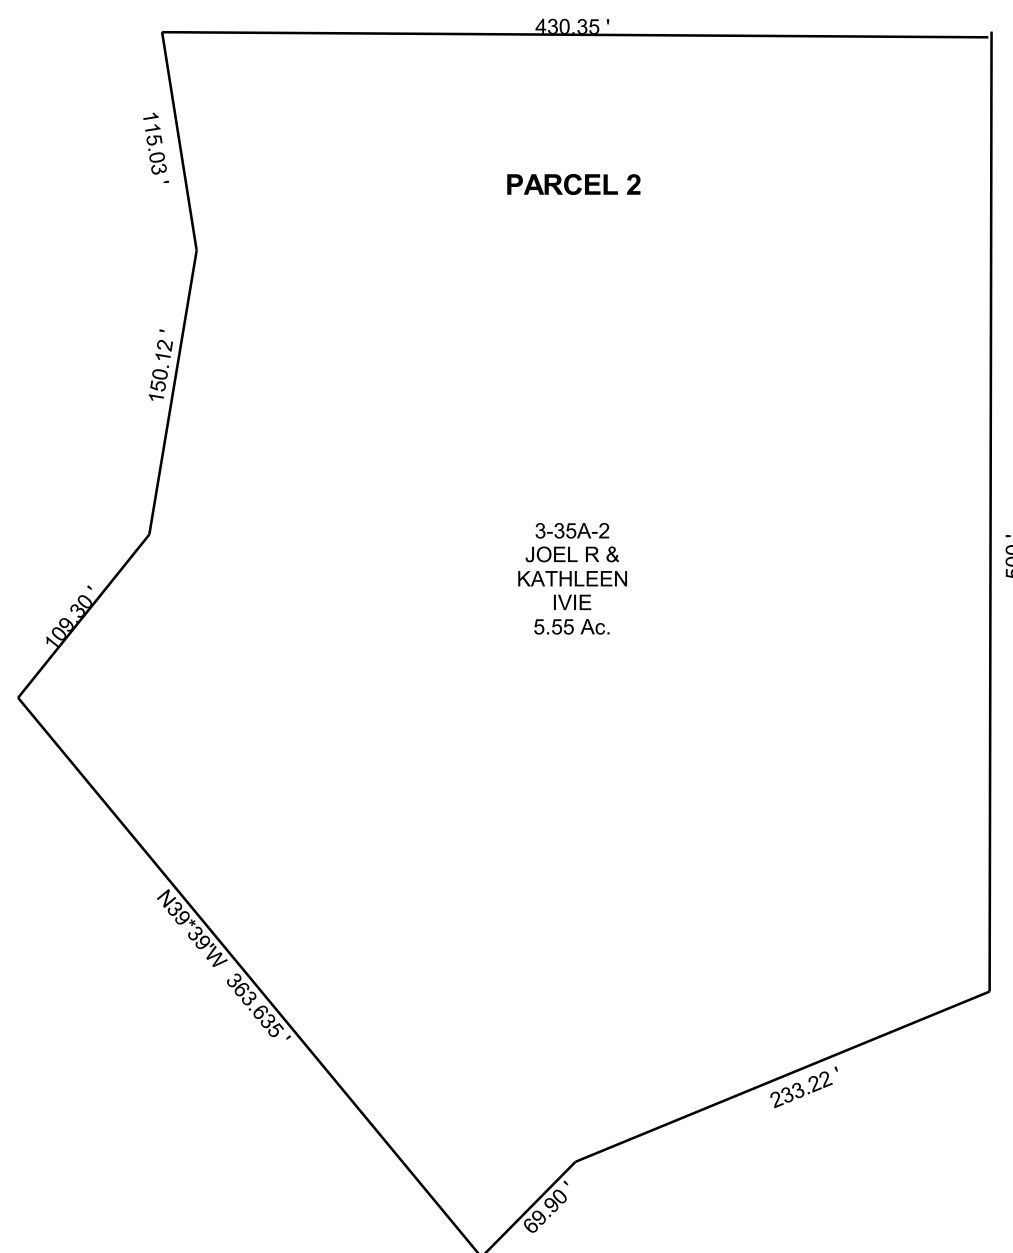 430.35 '
115.03 '
PARCEL 2
150.12 '
3-35A-2
JOEL R &
KATHLEEN
IVIE
5.55 Ac.
109.30 '
N39*39'W 363.635 '
233.22 '
69.90 '